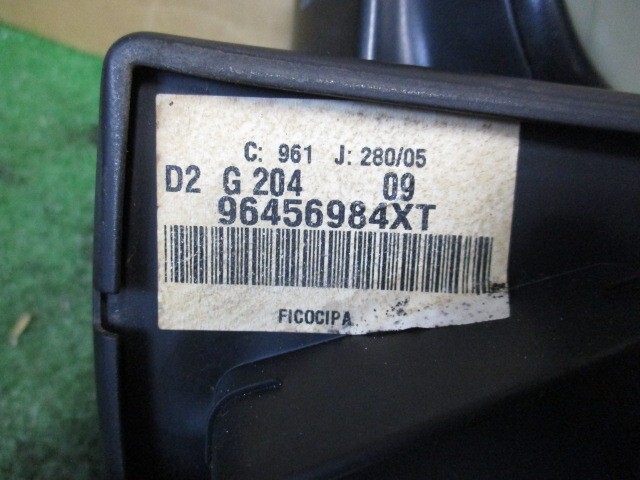 C: 961 J: 280/05
D2 G 204 09
96456984XT
FICOCIPA